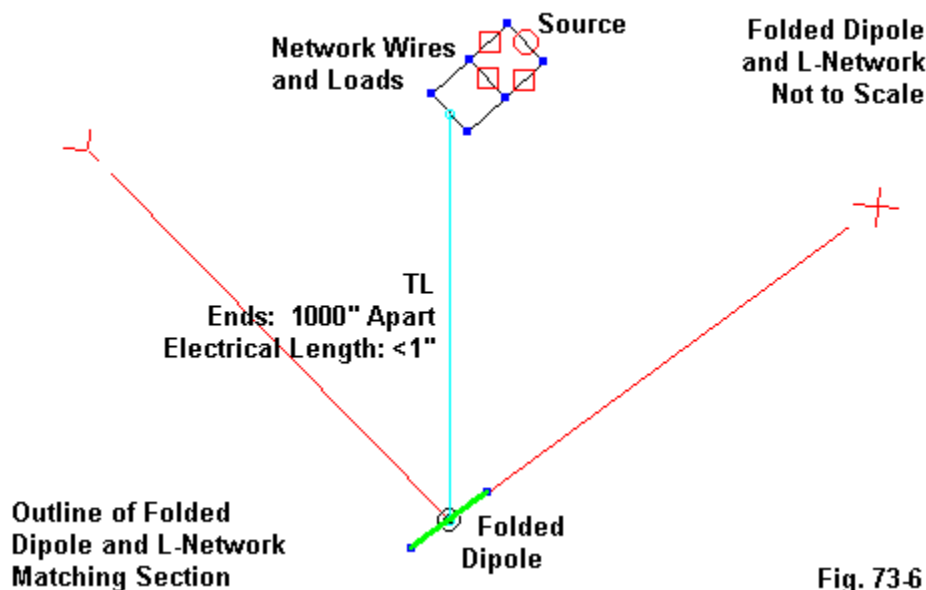 Source
Network Wires
and Loads
Folded Dipole
and L-Network
Not to Scale
Y
X
TL
Ends: 1000" Apart
Electrical Length: <1"
Folded
Dipole
Outline of Folded
Dipole and L-Network
Matching Section
Fig. 73-6